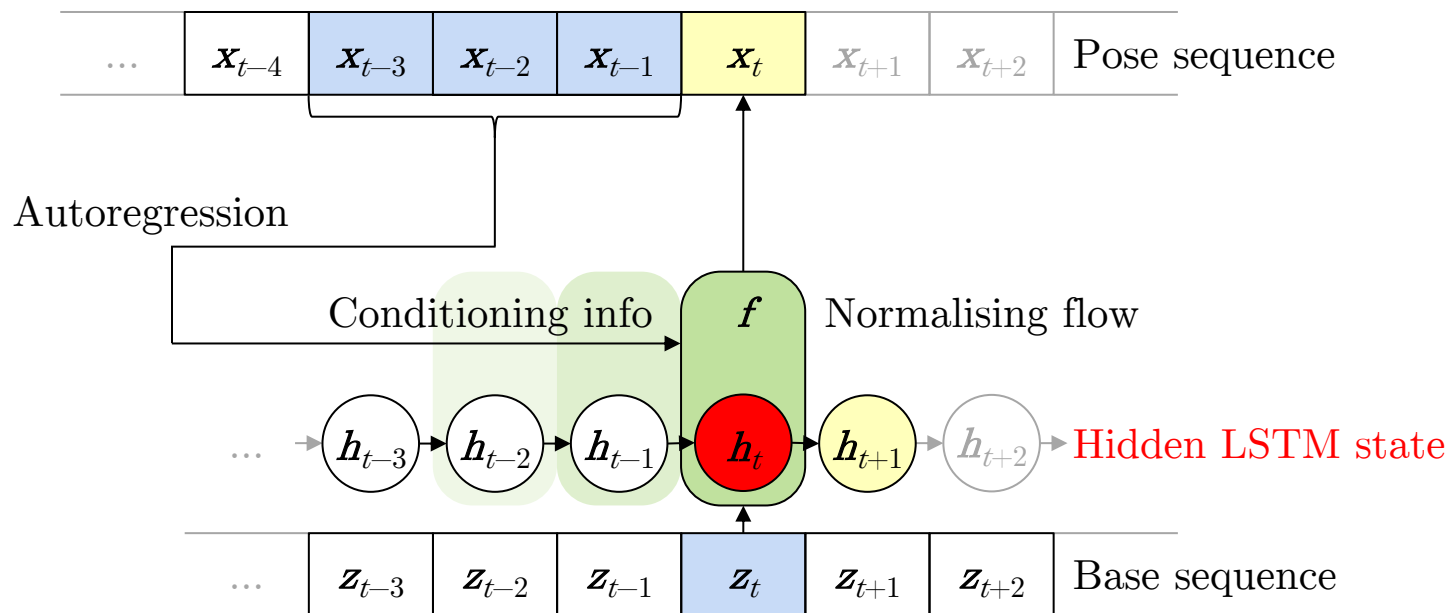 ... x_{t−4} x_{t−3} x_{t−2} x_{t−1} x_t x_{t+1} x_{t+2} Pose sequence
Autoregression
Conditioning info f Normalising flow
... h_{t−3} h_{t−2} h_{t−1} h_t h_{t+1} h_{t+2} Hidden LSTM state
... z_{t−3} z_{t−2} z_{t−1} z_t z_{t+1} z_{t+2} Base sequence